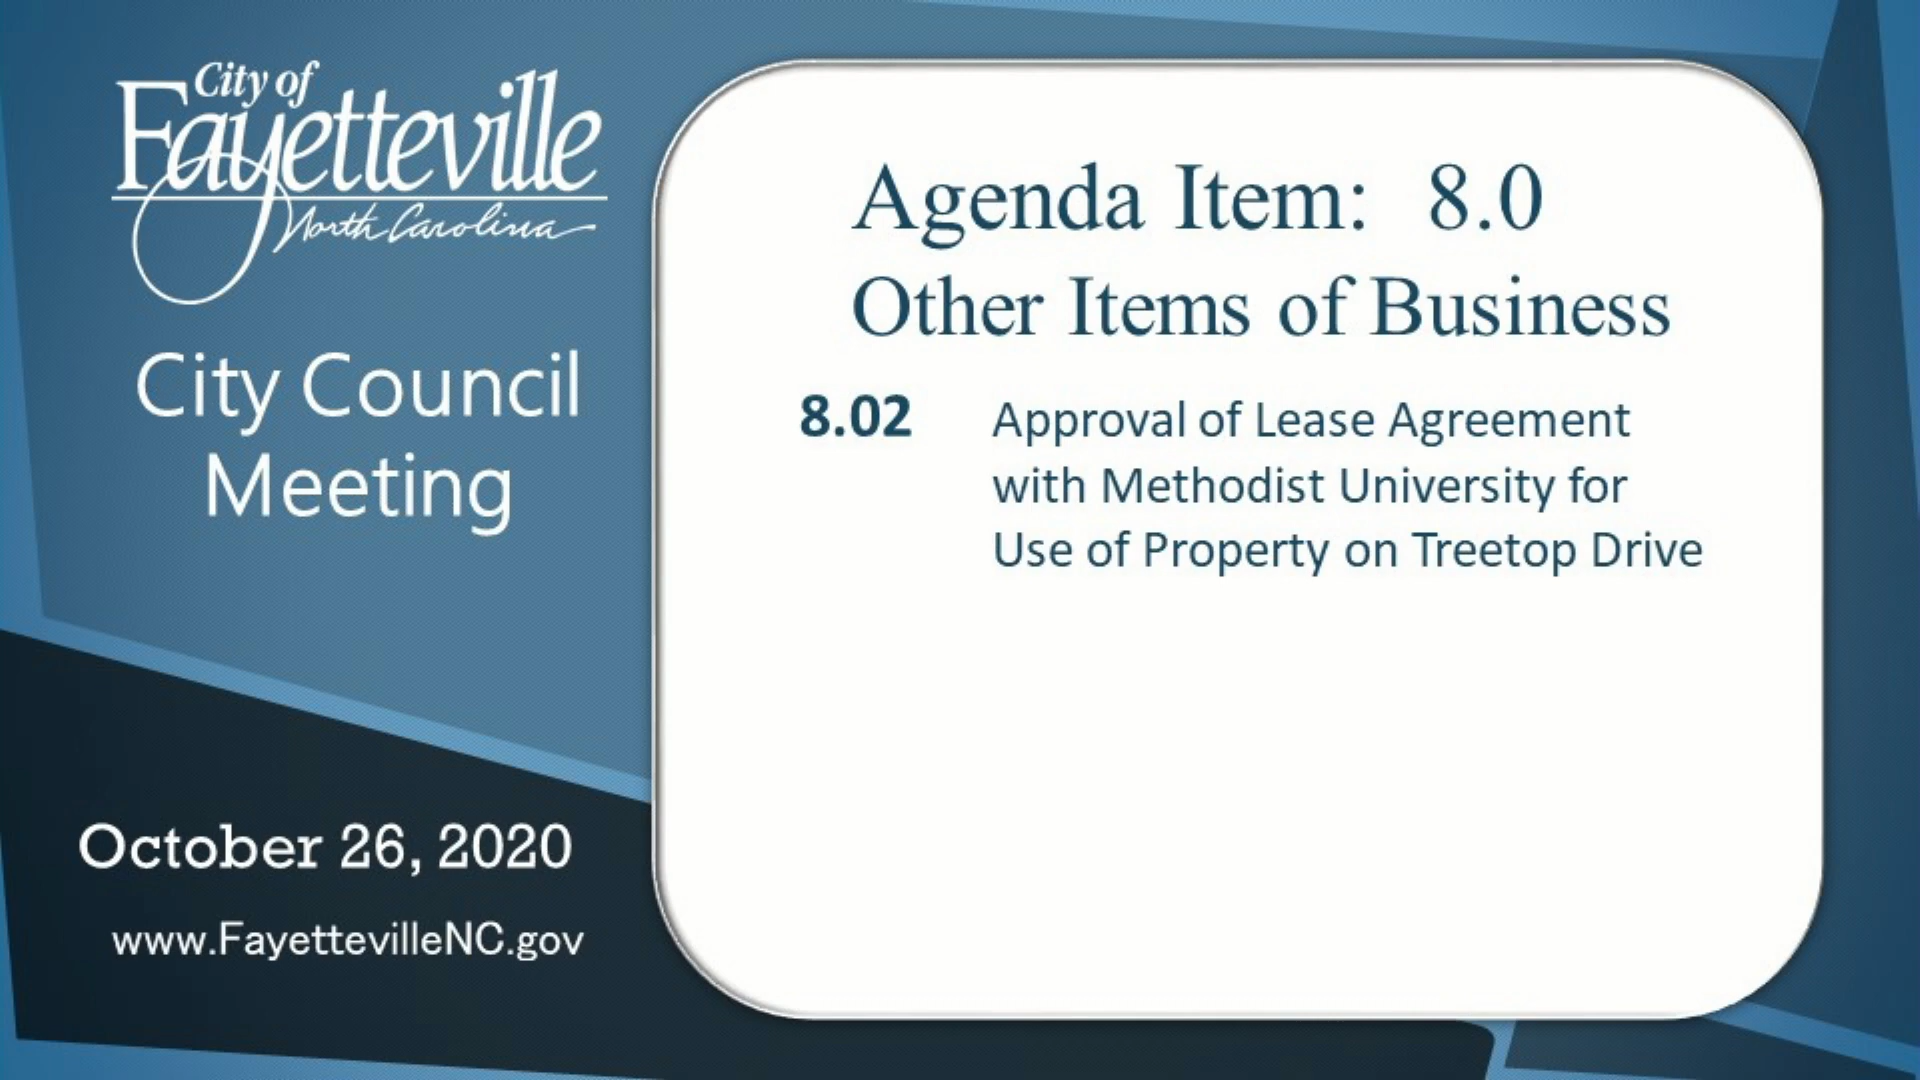 City of
Fayetteville
North Carolina
City Council
Meeting
October 26, 2020
www.FayettevilleNC.gov
Agenda Item: 8.0
Other Items of Business
8.02 Approval of Lease Agreement
with Methodist University for
Use of Property on Treetop Drive